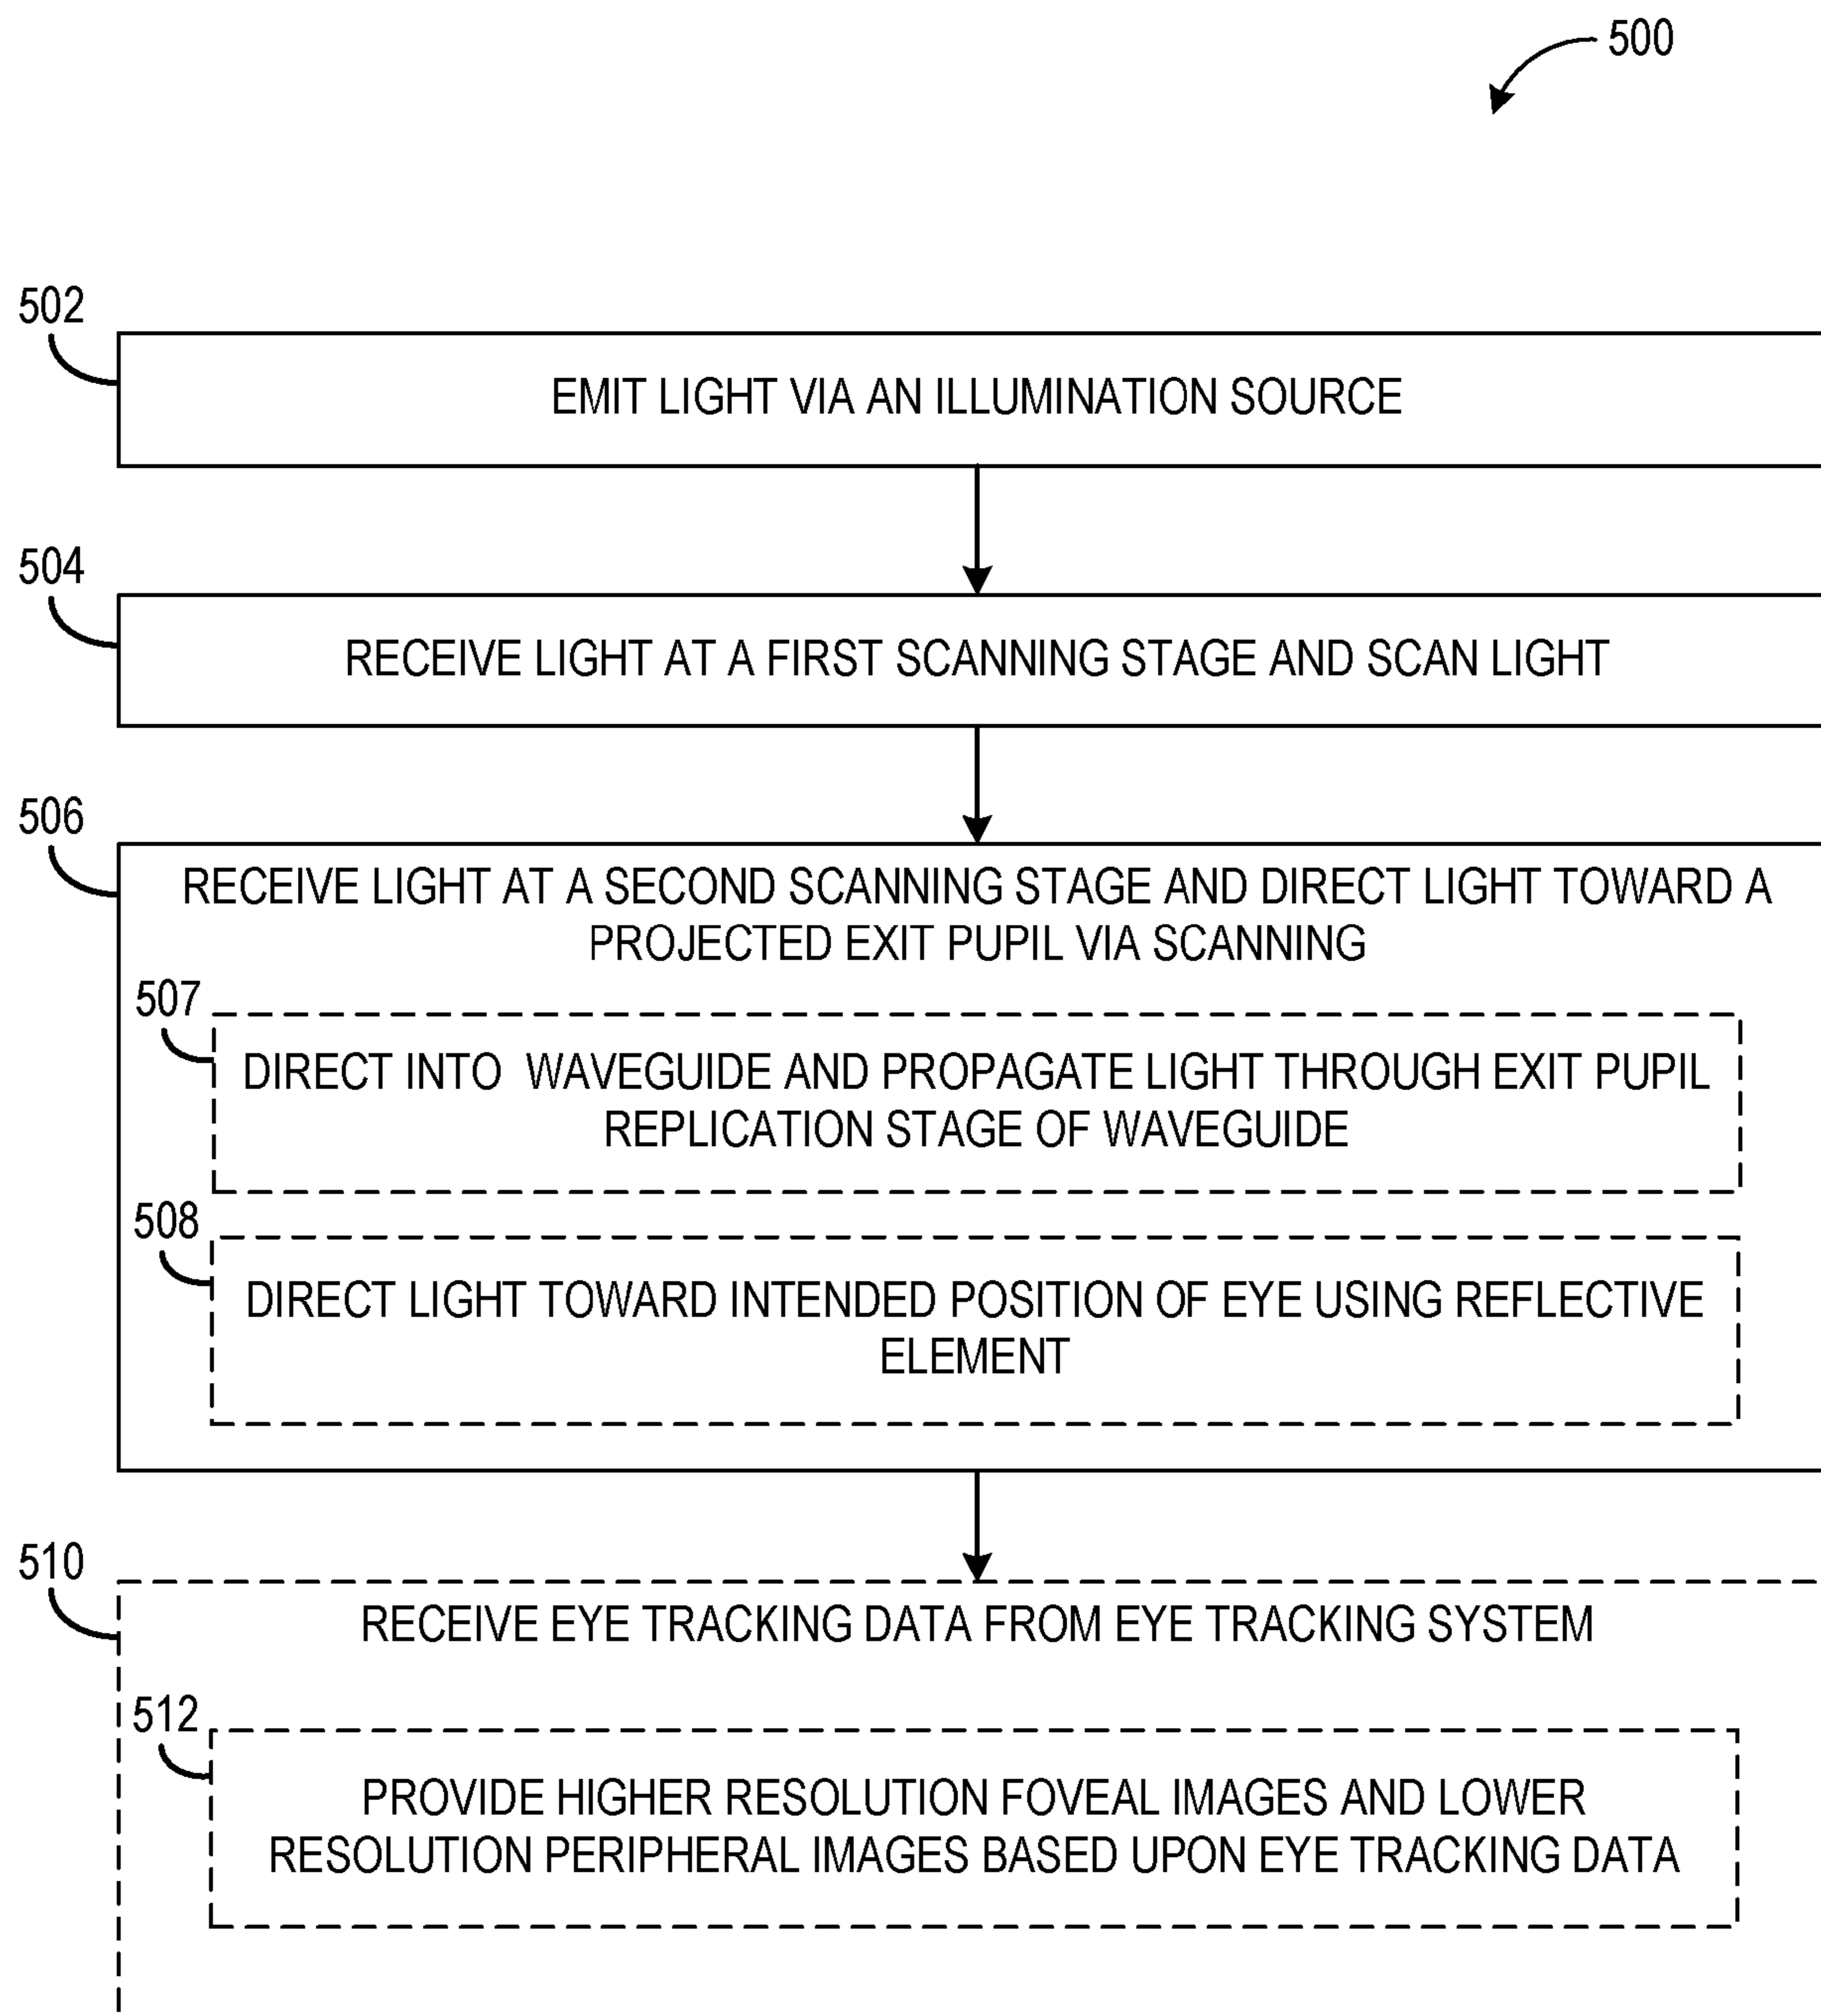 500
502
EMIT LIGHT VIA AN ILLUMINATION SOURCE
504
RECEIVE LIGHT AT A FIRST SCANNING STAGE AND SCAN LIGHT
506
RECEIVE LIGHT AT A SECOND SCANNING STAGE AND DIRECT LIGHT TOWARD A
PROJECTED EXIT PUPIL VIA SCANNING
507
DIRECT INTO WAVEGUIDE AND PROPAGATE LIGHT THROUGH EXIT PUPIL
REPLICATION STAGE OF WAVEGUIDE
508
DIRECT LIGHT TOWARD INTENDED POSITION OF EYE USING REFLECTIVE
ELEMENT
510
RECEIVE EYE TRACKING DATA FROM EYE TRACKING SYSTEM
512
PROVIDE HIGHER RESOLUTION FOVEAL IMAGES AND LOWER
RESOLUTION PERIPHERAL IMAGES BASED UPON EYE TRACKING DATA